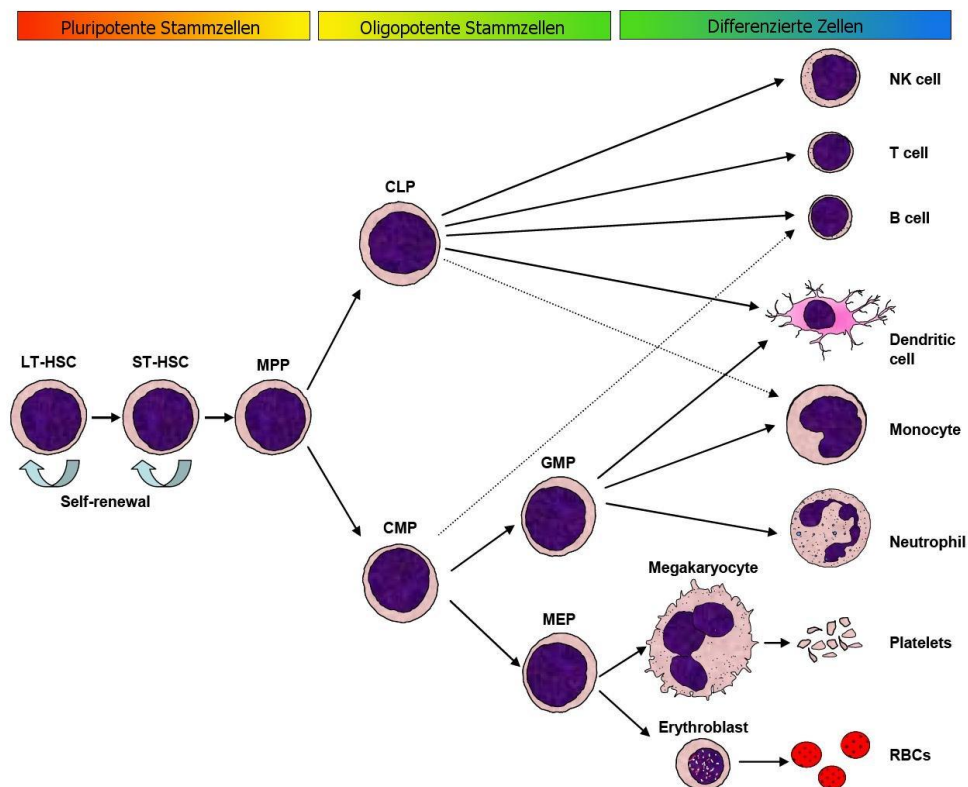 Pluripotente Stammzellen
Oligopotente Stammzellen
Differenzierte Zellen
NK cell
T cell
CLP
B cell
LT-HSC
ST-HSC
MPP
Dendritic
cell
Monocyte
GMP
Self-renewal
CMP
Neutrophil
Megakaryocyte
MEP
Platelets
Erythroblast
RBCs